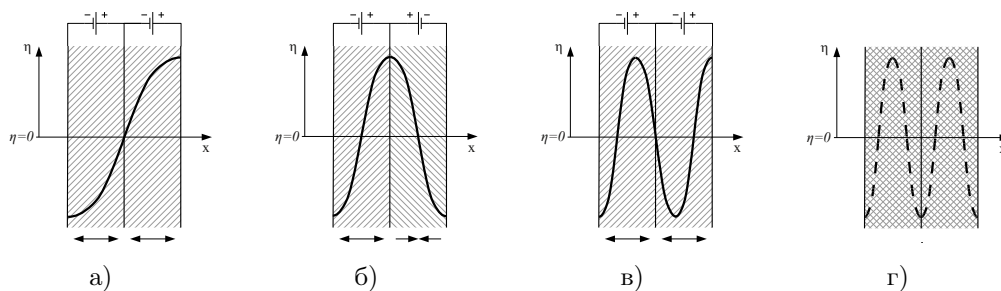 − + − +
− + + −
− + − +
η η η η
η=0 x η=0 x η=0 x η=0 x
а) б) в) г)